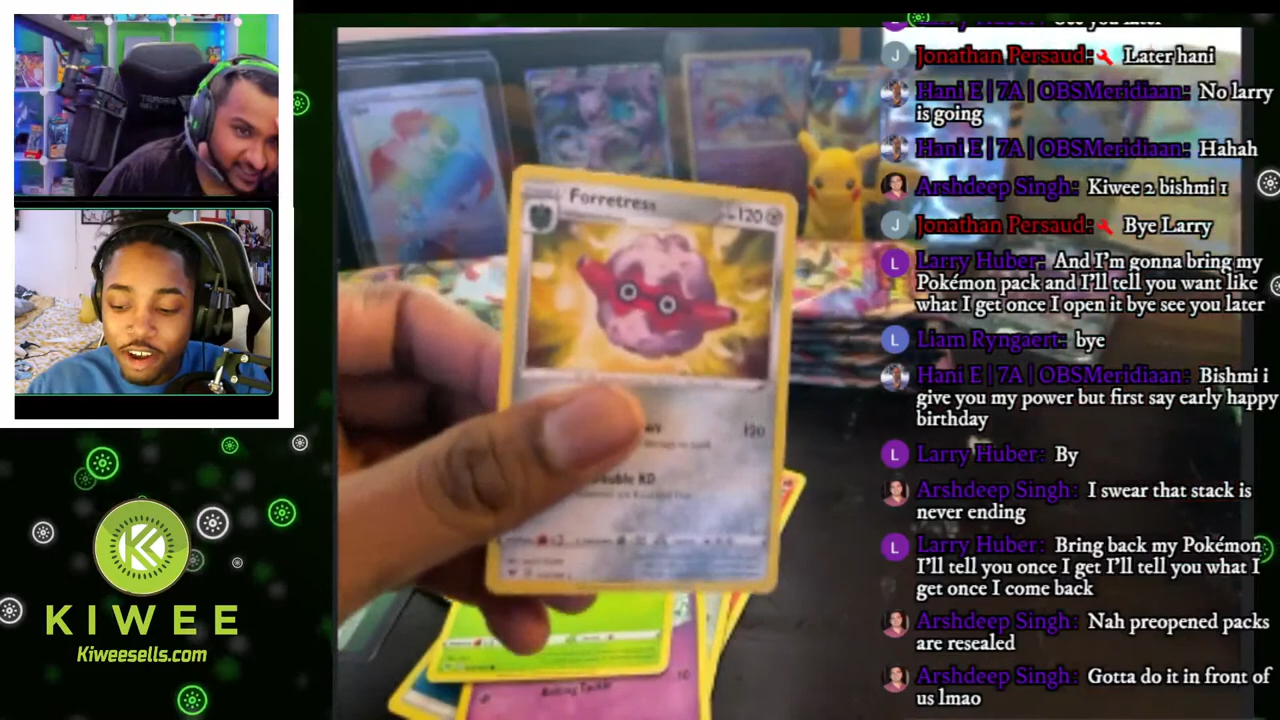 Jonathan Persaud: Later hani
Hani E | 7A | OBSMeridiaan: No larry
is going
Hani E | 7A | OBSMeridiaan: Hahah
Arshdeep Singh: Kiwee 2 bishmi 1
J
Jonathan Persaud: Bye Larry
L
Larry Huber: And I'm gonna bring my
Pokémon pack and I'll tell you want like
what I get once I open it bye see you later
L
Liam Ryngaert: bye
Hani E | 7A | OBSMeridiaan: Bishmi i
give you my power but first say early happy
birthday
L
Larry Huber: By
Arshdeep Singh: I swear that stack is
never ending
L
Larry Huber: Bring back my Pokémon
I'll tell you once I get I'll tell you what I
get once I come back
Arshdeep Singh: Nah preopened packs
are resealed
Arshdeep Singh: Gotta do it in front of
us lmao
Forretress 120
120
Double KO
Rolling Tackle 10
K
KIWEE
Kiweesells.com